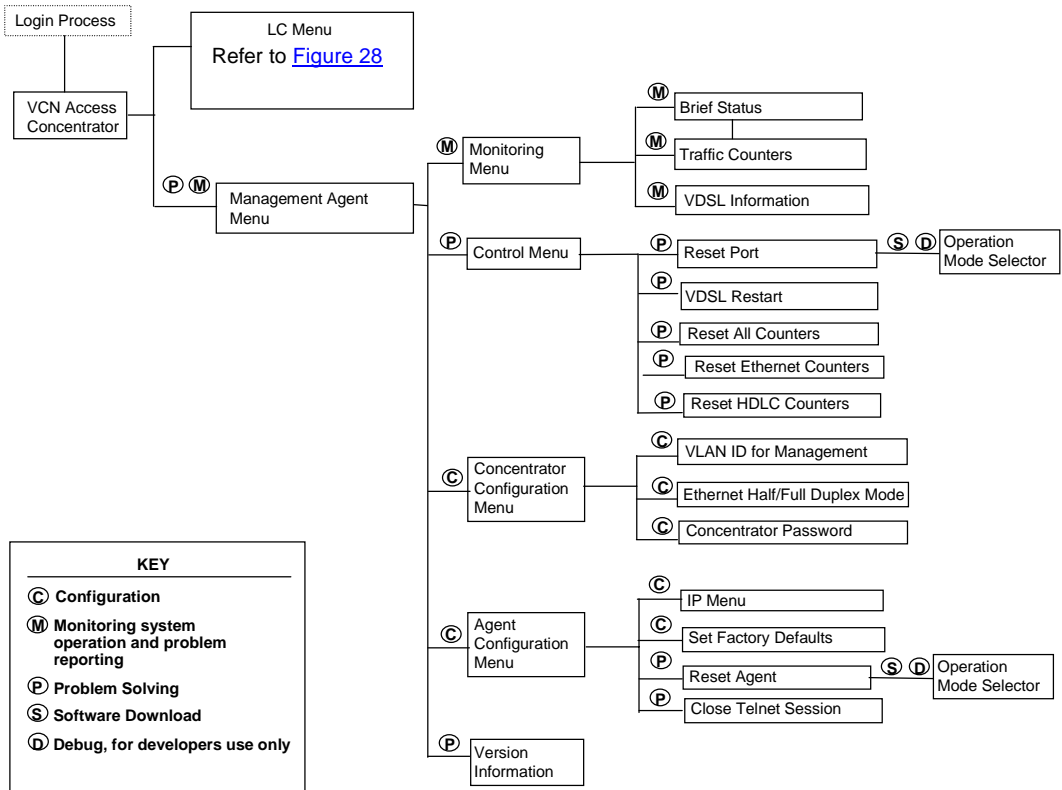 Login Process
VCN Access
Concentrator
LC Menu
Refer to Figure 28
P M
Management Agent
Menu
M
Monitoring
Menu
M
Brief Status
M
Traffic Counters
M
VDSL Information
P
Control Menu
P
Reset Port
S D
Operation
Mode Selector
P
VDSL Restart
P
Reset All Counters
P
Reset Ethernet Counters
P
Reset HDLC Counters
C
Concentrator
Configuration
Menu
C
VLAN ID for Management
C
Ethernet Half/Full Duplex Mode
C
Concentrator Password
C
Agent
Configuration
Menu
C
IP Menu
C
Set Factory Defaults
P
Reset Agent
S D
Operation
Mode Selector
P
Close Telnet Session
P
Version
Information
KEY
C Configuration
M Monitoring system
operation and problem
reporting
P Problem Solving
S Software Download
D Debug, for developers use only